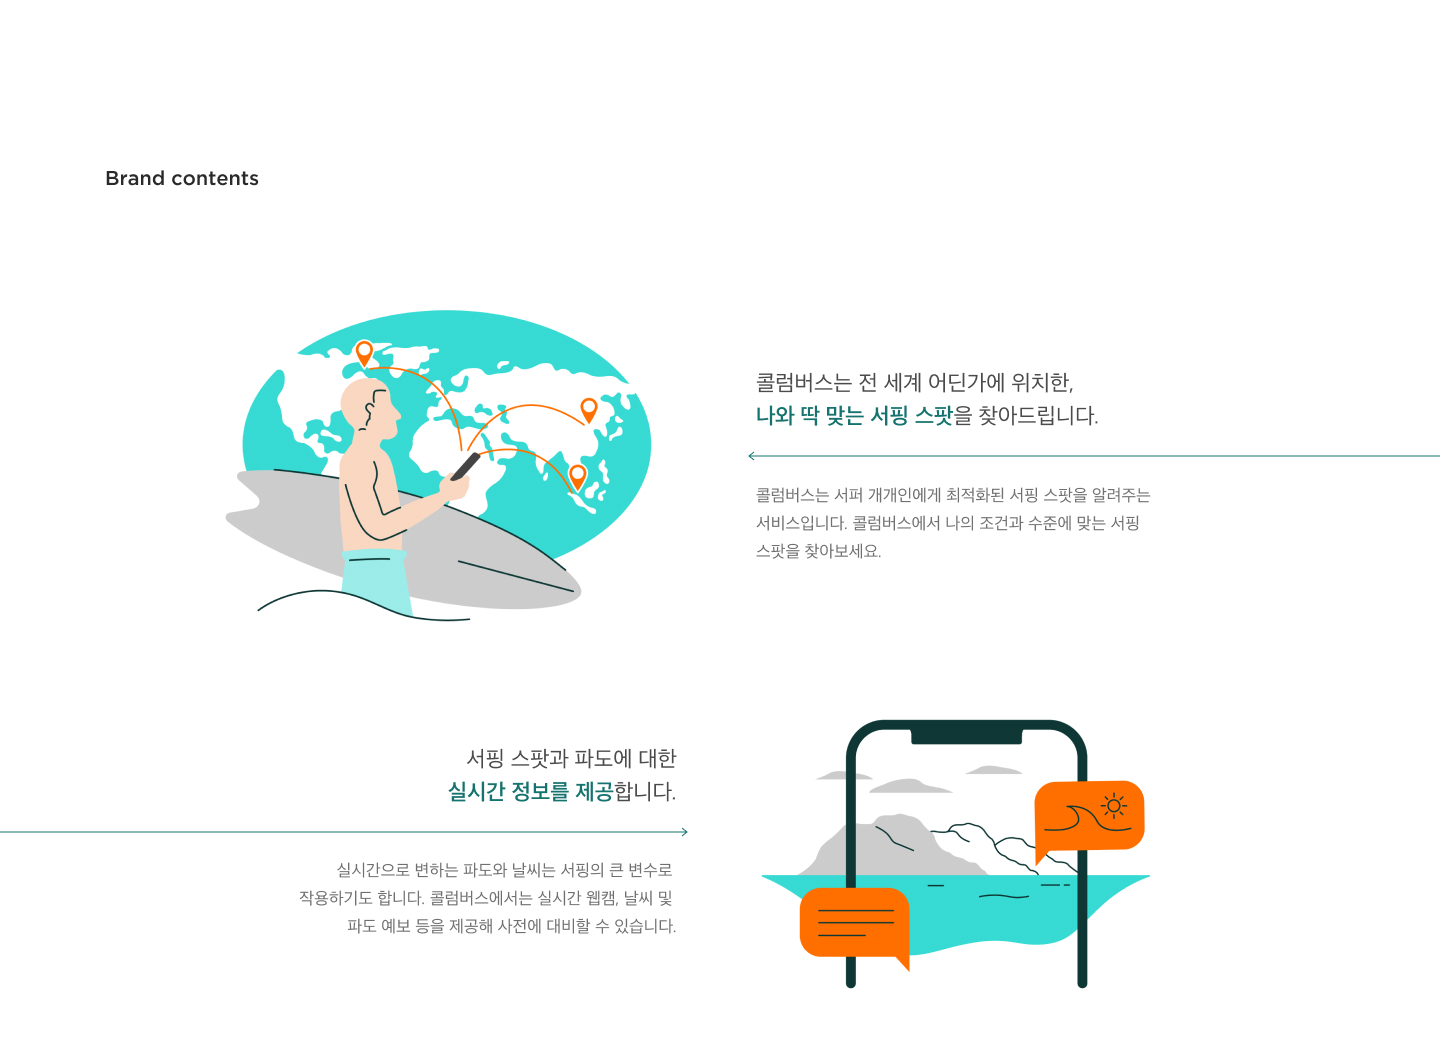 Brand contents
콜럼버스는 전 세계 어딘가에 위치한,
나와 딱 맞는 서핑 스팟을 찾아드립니다.
콜럼버스는 서퍼 개개인에게 최적화된 서핑 스팟을 알려주는
서비스입니다. 콜럼버스에서 나의 조건과 수준에 맞는 서핑
스팟을 찾아보세요.
서핑 스팟과 파도에 대한
실시간 정보를 제공합니다.
실시간으로 변하는 파도와 날씨는 서핑의 큰 변수로
작용하기도 합니다. 콜럼버스에서는 실시간 웹캠, 날씨 및
파도 예보 등을 제공해 사전에 대비할 수 있습니다.